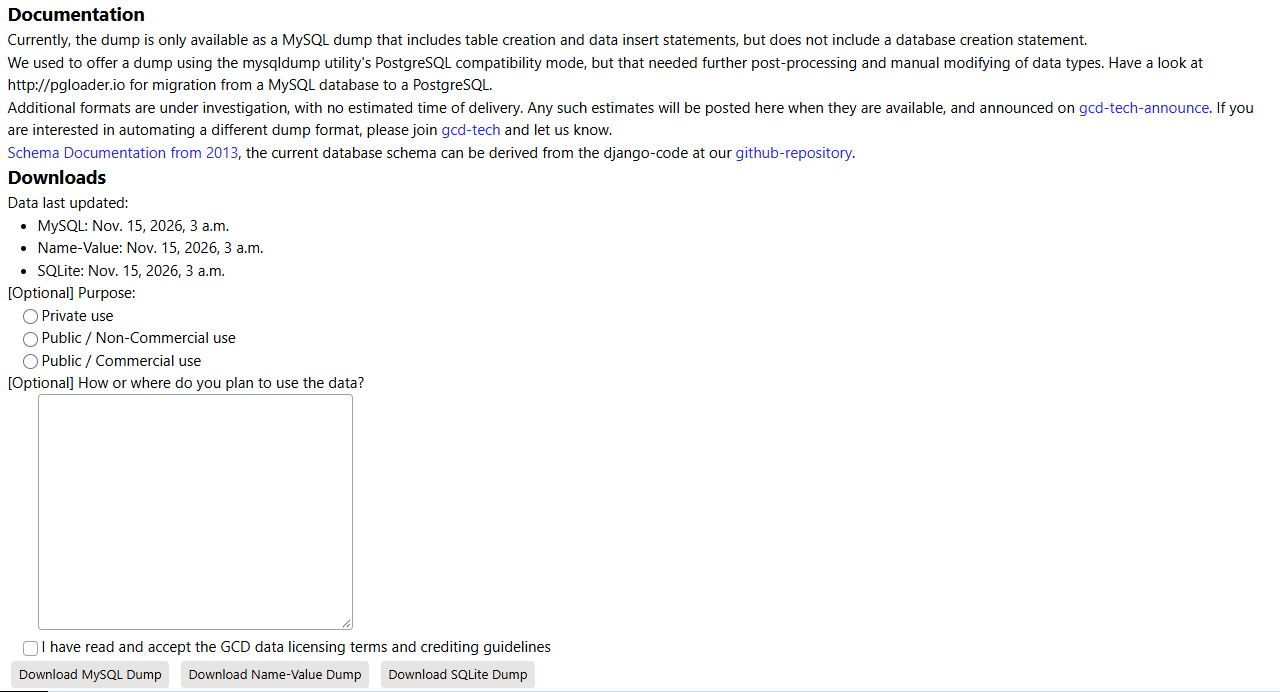 Documentation
Currently, the dump is only available as a MySQL dump that includes table creation and data insert statements, but does not include a database creation statement.
We used to offer a dump using the mysqldump utility's PostgreSQL compatibility mode, but that needed further post-processing and manual modifying of data types. Have a look at
http://pgloader.io for migration from a MySQL database to a PostgreSQL.
Additional formats are under investigation, with no estimated time of delivery. Any such estimates will be posted here when they are available, and announced on gcd-tech-announce. If you
are interested in automating a different dump format, please join gcd-tech and let us know.
Schema Documentation from 2013, the current database schema can be derived from the django-code at our github-repository.
Downloads
Data last updated:
• MySQL: Nov. 15, 2026, 3 a.m.
• Name-Value: Nov. 15, 2026, 3 a.m.
• SQLite: Nov. 15, 2026, 3 a.m.
[Optional] Purpose:
Private use
Public / Non-Commercial use
Public / Commercial use
[Optional] How or where do you plan to use the data?
I have read and accept the GCD data licensing terms and crediting guidelines
Download MySQL Dump Download Name-Value Dump Download SQLite Dump